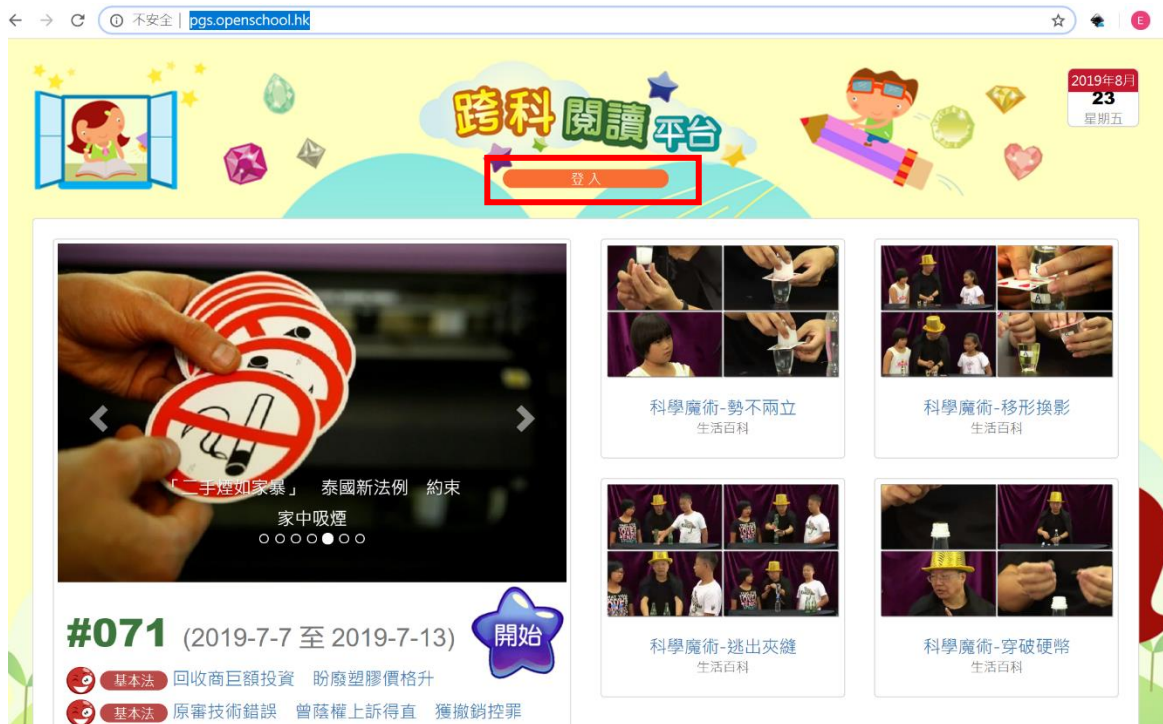 不安全 | pgs.openschool.hk
E
跨科閱讀平台
2019年8月
23
星期五
登入
「二手煙如家暴」 泰國新法例 約束
家中吸煙
科學魔術-勢不兩立
生活百科
科學魔術-移形換影
生活百科
#071 (2019-7-7 至 2019-7-13)
開始
基本法 回收商巨額投資 盼廢塑膠價格升
基本法 原審技術錯誤 曾蔭權上訴得直 獲撤銷控罪
科學魔術-逃出夾縫
生活百科
科學魔術-穿破硬幣
生活百科